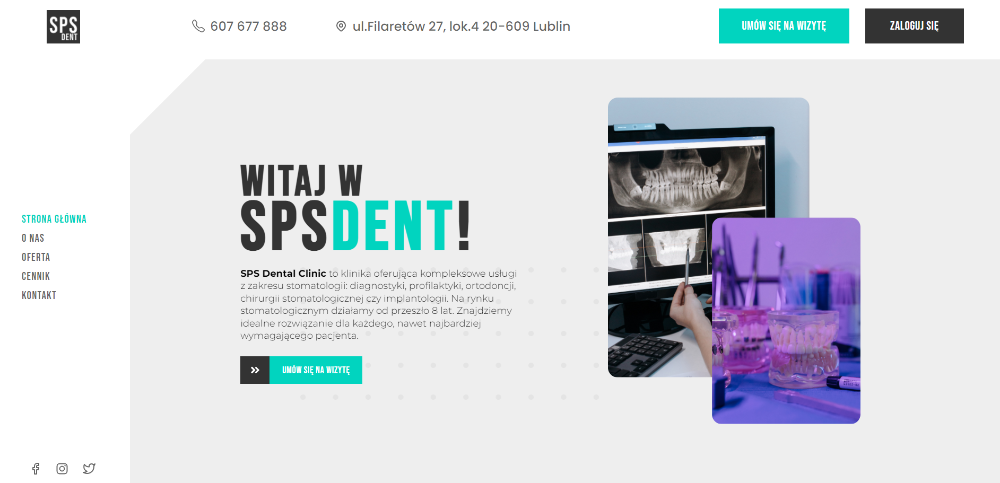 SPS
DENT
607 677 888
ul.Filaretów 27, lok.4 20-609 Lublin
UMÓW SIĘ NA WIZYTĘ
ZALOGUJ SIĘ
STRONA GŁÓWNA
O NAS
OFERTA
CENNIK
KONTAKT
WITAJ W
SPSDENT!
SPS Dental Clinic to klinika oferująca kompleksowe usługi
z zakresu stomatologii: diagnostyki, profilaktyki, ortodoncji,
chirurgii stomatologicznej czy implantologii. Na rynku
stomatologicznym działamy od przeszło 8 lat. Znajdziemy
idealne rozwiązanie dla każdego, nawet najbardziej
wymagającego pacjenta.
UMÓW SIĘ NA WIZYTĘ